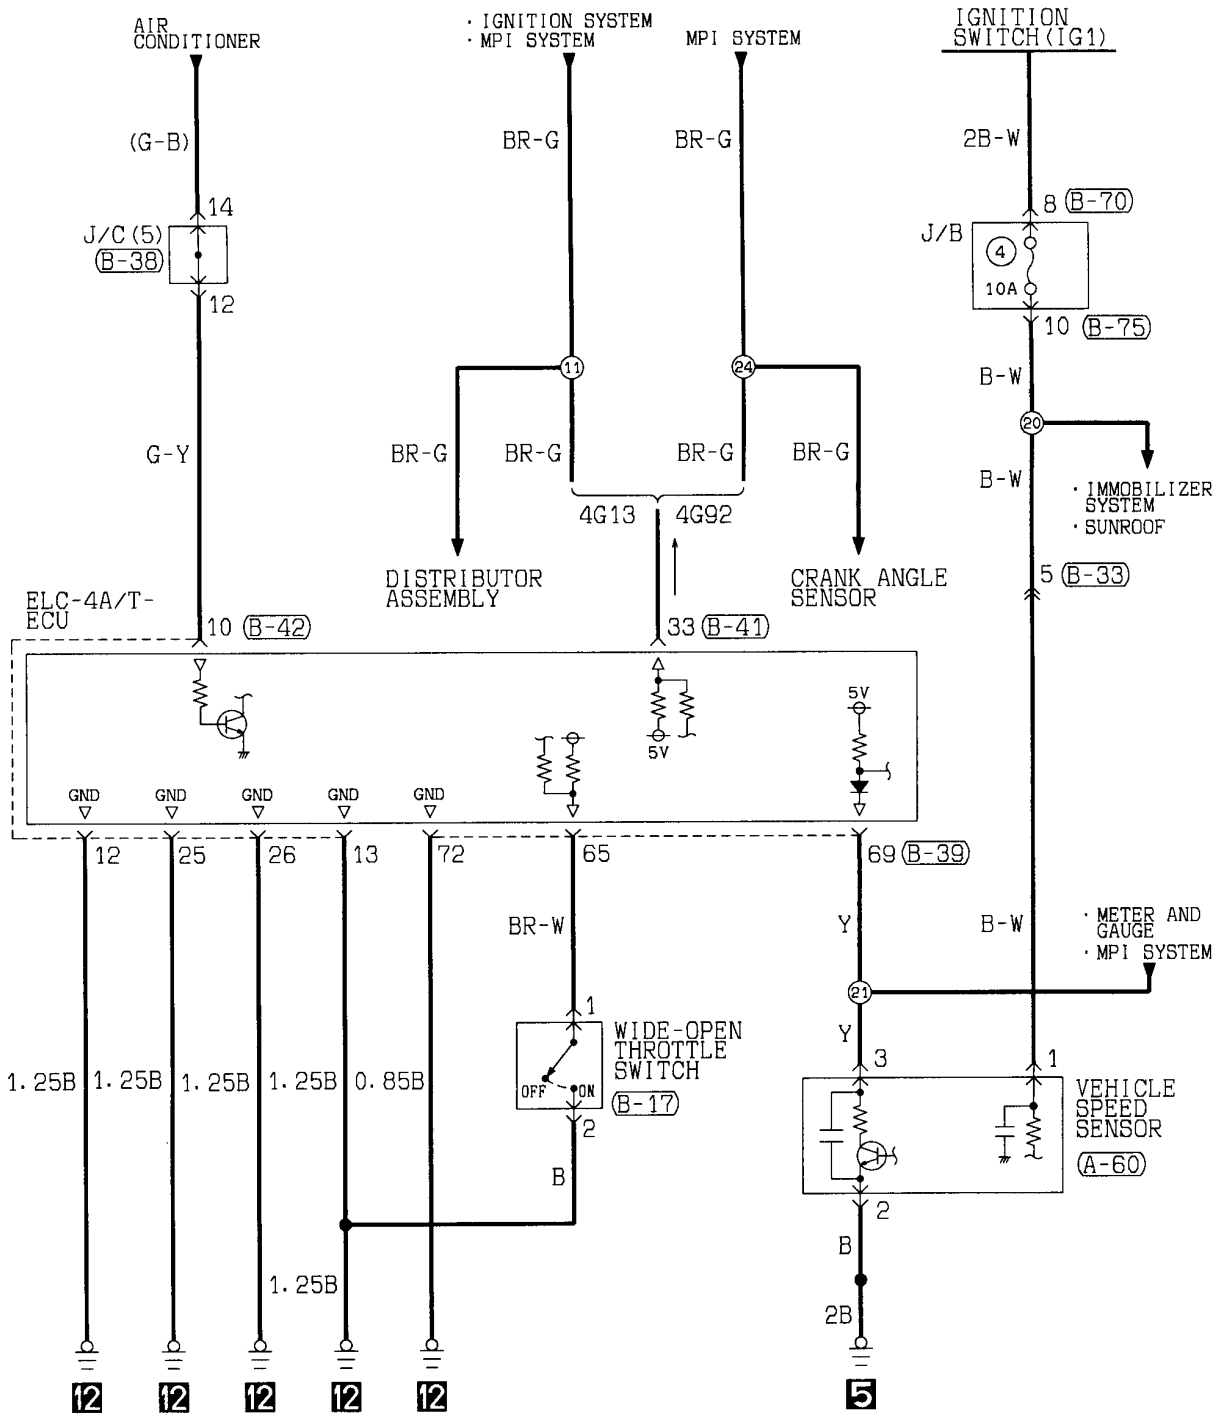 AIR
CONDITIONER
· IGNITION SYSTEM
· MPI SYSTEM
MPI SYSTEM
IGNITION
SWITCH(IG1)
(G-B)
BR-G
BR-G
2B-W
14
J/C(5)
B-38
12
8 B-70
J/B
4
10A
10 B-75
11
24
B-W
20
G-Y
BR-G
BR-G
BR-G
BR-G
B-W
· IMMOBILIZER
SYSTEM
· SUNROOF
4G13
4G92
5 B-33
DISTRIBUTOR
ASSEMBLY
CRANK ANGLE
SENSOR
ELC-4A/T-
ECU
10 B-42
33 B-41
5V
5V
GND
GND
GND
GND
GND
12
25
26
13
72
65
69 B-39
BR-W
Y
B-W
· METER AND
GAUGE
· MPI SYSTEM
21
1
WIDE-OPEN
THROTTLE
SWITCH
B-17
OFF
ON
2
Y
3
1
VEHICLE
SPEED
SENSOR
A-60
1.25B
1.25B
1.25B
1.25B
0.85B
B
2
B
1.25B
2B
12
12
12
12
12
5